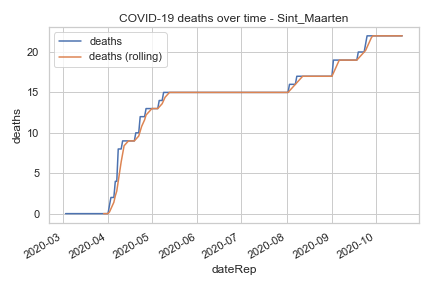 COVID-19 deaths over time - Sint_Maarten
deaths
deaths (rolling)
deaths
20
15
10
5
0
2020-03
2020-04
2020-05
2020-06
2020-07
2020-08
2020-09
2020-10
dateRep